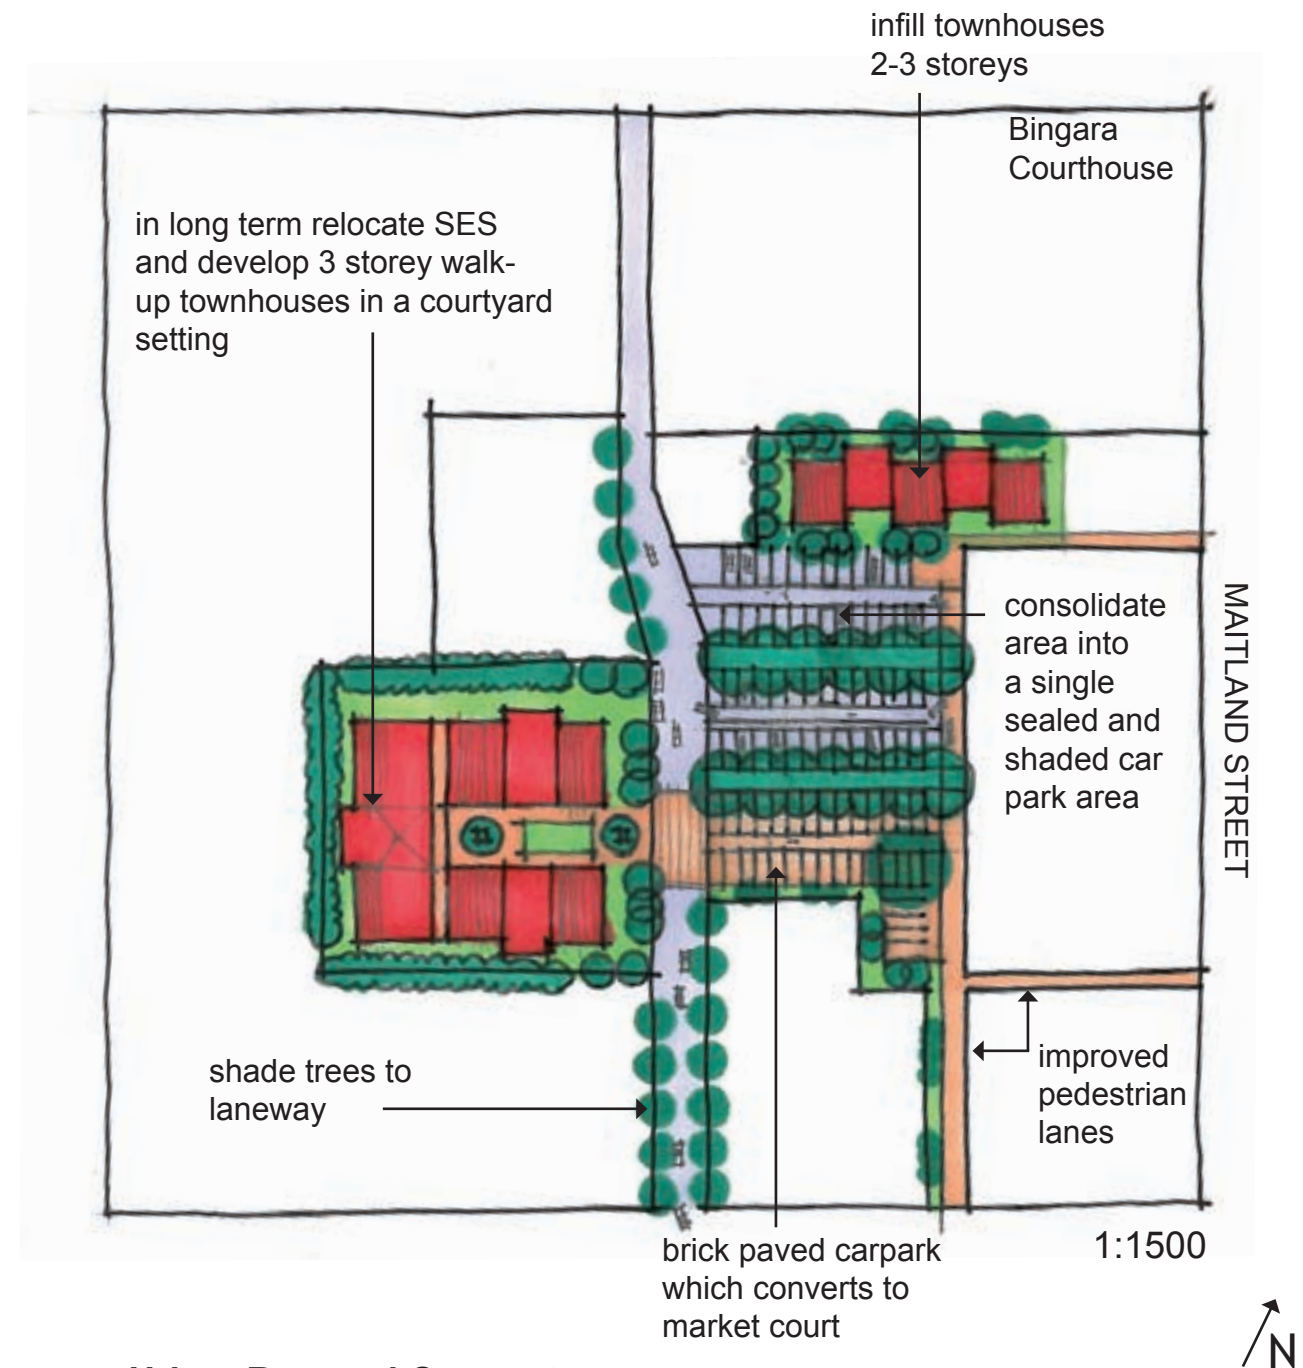 infill townhouses
2-3 storeys
Bingara
Courthouse
in long term relocate SES
and develop 3 storey walk-
up townhouses in a courtyard
setting
consolidate
area into
a single
sealed and
shaded car
park area
MAITLAND STREET
improved
pedestrian
lanes
shade trees to
laneway
brick paved carpark
which converts to
market court
1:1500
N